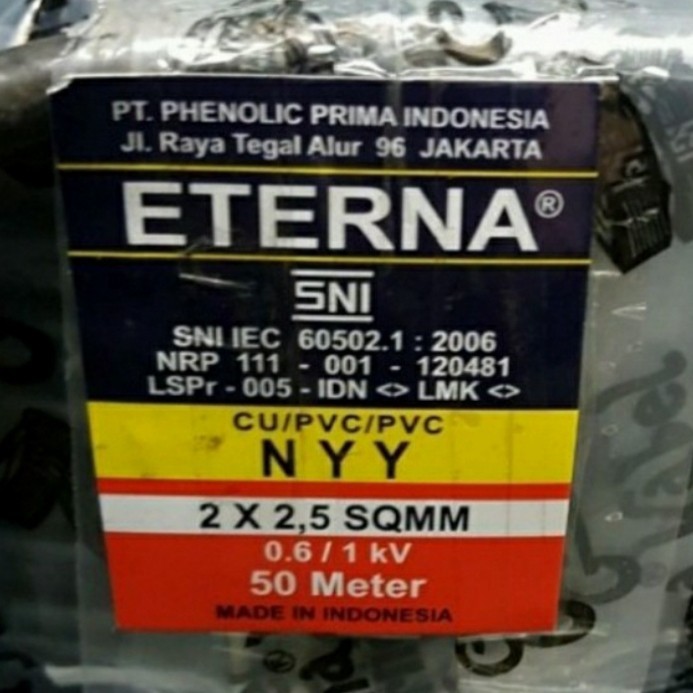 PT. PHENOLIC PRIMA INDONESIA
Jl. Raya Tegal Alur 96 JAKARTA
ETERNA®
SNI
SNI IEC 60502.1 : 2006
NRP 111 - 001 - 120481
LSPr - 005 - IDN <> LMK <>
CU/PVC/PVC
NYY
2 X 2,5 SQMM
0.6 / 1 kV
50 Meter
MADE IN INDONESIA